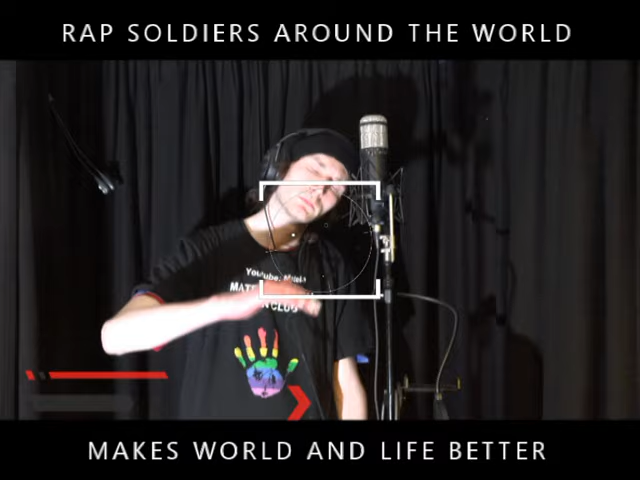 RAP SOLDIERS AROUND THE WORLD
MAKES WORLD AND LIFE BETTER